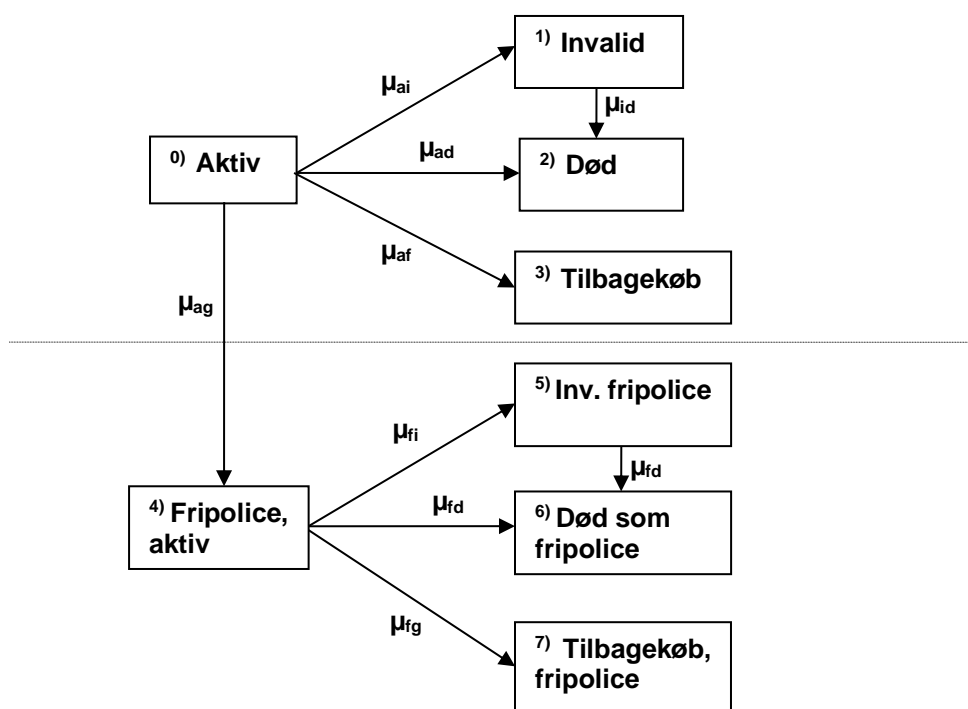 1) Invalid
μai
μid
0) Aktiv
μad
2) Død
μaf
3) Tilbagekøb
μag
5) Inv. fripolice
μfi
μfd
4) Fripolice,
aktiv
μfd
6) Død som
fripolice
μfg
7) Tilbagekøb,
fripolice